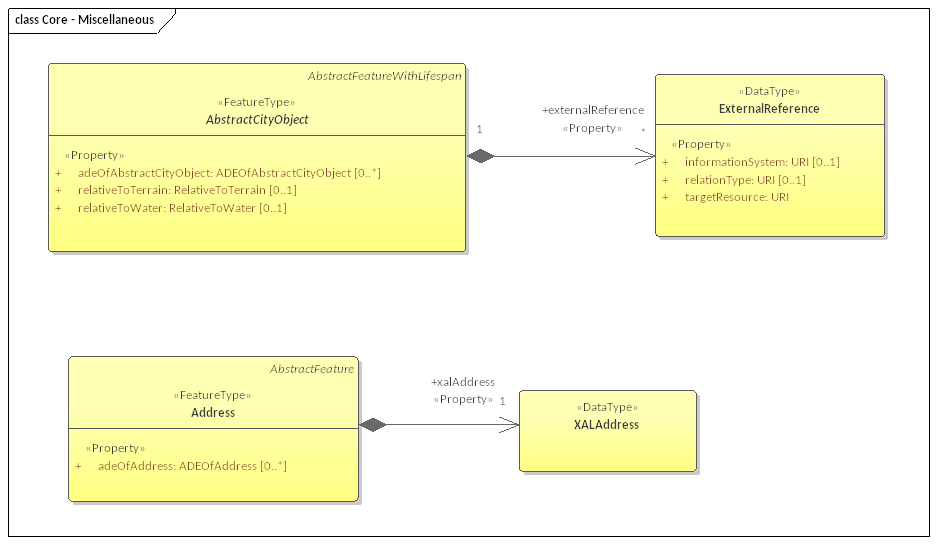 class Core - Miscellaneous
AbstractFeatureWithLifespan
«FeatureType»
AbstractCityObject
«Property»
+ adeOfAbstractCityObject: ADEOfAbstractCityObject [0..*]
+ relativeToTerrain: RelativeToTerrain [0..1]
+ relativeToWater: RelativeToWater [0..1]
+externalReference
1 «Property» *
«DataType»
ExternalReference
«Property»
+ informationSystem: URI [0..1]
+ relationType: URI [0..1]
+ targetResource: URI
AbstractFeature
«FeatureType»
Address
«Property»
+ adeOfAddress: ADEOfAddress [0..*]
+xalAddress
«Property» 1
«DataType»
XALAddress